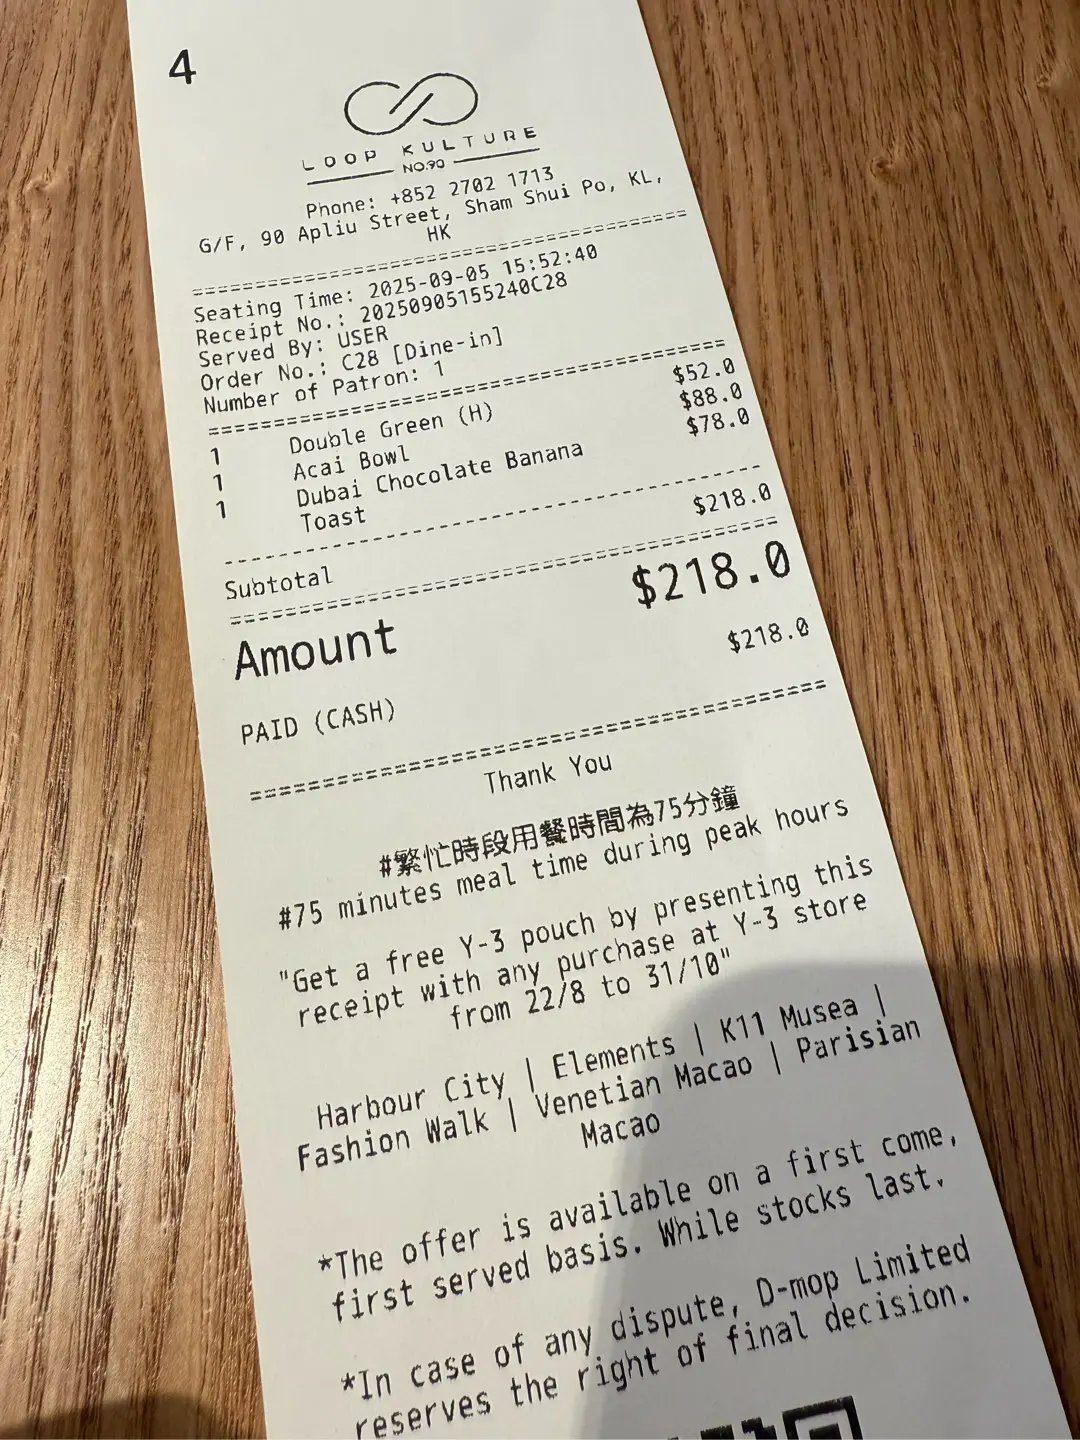 4
LOOP KULTURE
NO.90
Phone: +852 2702 1713
G/F, 90 Apliu Street, Sham Shui Po, KL,
HK
Seating Time: 2025-09-05 15:52:40
Receipt No.: 20250905155240C28
Served By: USER
Order No.: C28 [Dine-in]
Number of Patron: 1
1 Double Green (H) $52.0
1 Acai Bowl $88.0
1 Dubai Chocolate Banana $78.0
Toast
Subtotal $218.0
Amount $218.0
PAID (CASH) $218.0
Thank You
#繁忙時段用餐時間為75分鐘
#75 minutes meal time during peak hours
"Get a free Y-3 pouch by presenting this
receipt with any purchase at Y-3 store
from 22/8 to 31/10"
Harbour City | Elements | K11 Musea |
Fashion Walk | Venetian Macao | Parisian
Macao
*The offer is available on a first come,
first served basis. While stocks last.
*In case of any dispute, D-mop Limited
reserves the right of final decision.